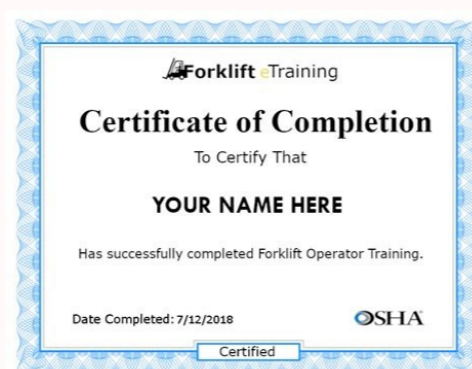 Forklift eTraining
Certificate of Completion
To Certify That
YOUR NAME HERE
Has successfully completed Forklift Operator Training.
Date Completed: 7/12/2018
OSHA
Certified